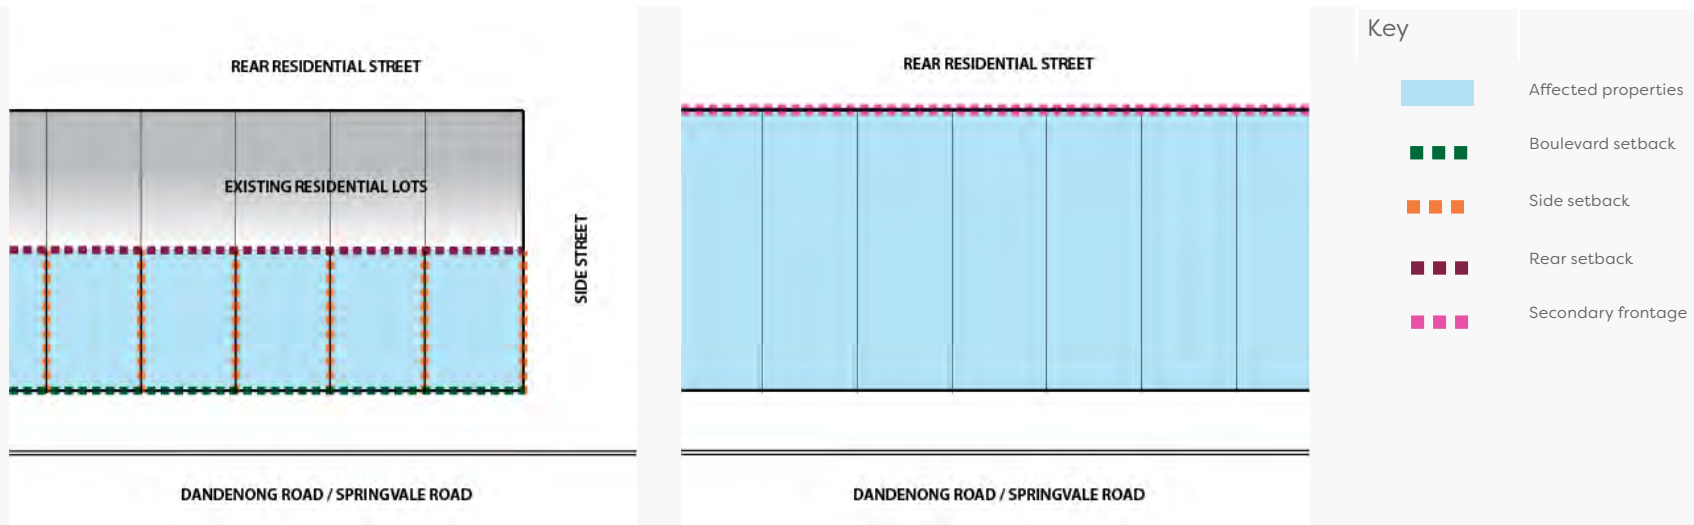 REAR RESIDENTIAL STREET
EXISTING RESIDENTIAL LOTS
SIDE STREET
DANDENONG ROAD / SPRINGVALE ROAD
REAR RESIDENTIAL STREET
DANDENONG ROAD / SPRINGVALE ROAD
Key
Affected properties
Boulevard setback
Side setback
Rear setback
Secondary frontage